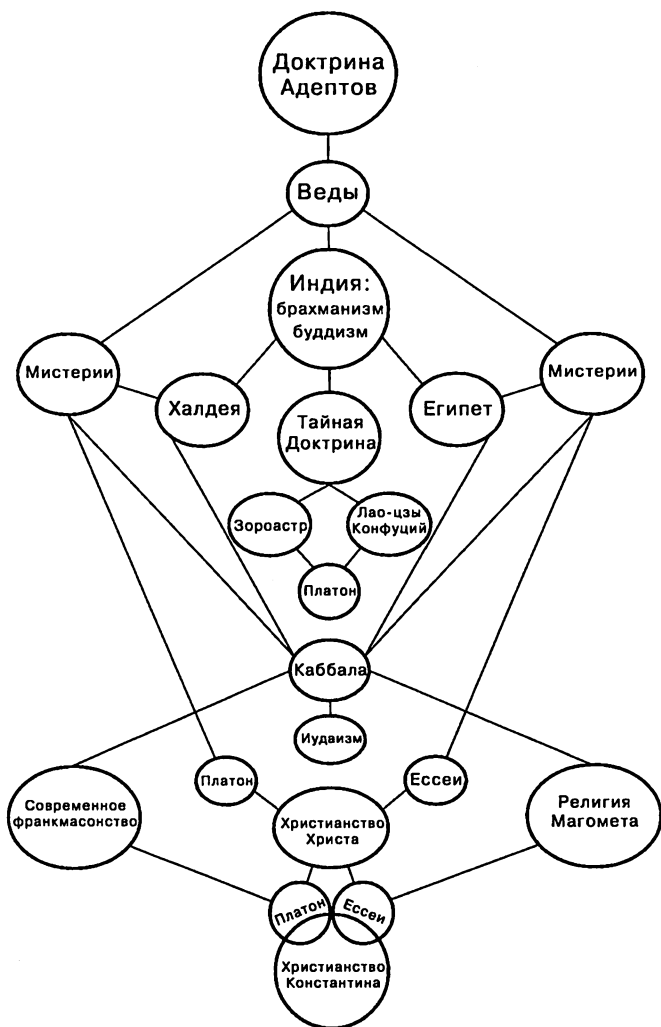 Доктрина
Адептов
Веды
Индия:
брахманизм
буддизм
Мистерии
Мистерии
Халдея
Египет
Тайная
Доктрина
Зороастр
Лао-цзы
Конфуций
Платон
Каббала
Иудаизм
Платон
Ессеи
Современное
франкмасонство
Христианство
Христа
Религия
Магомета
Платон
Ессеи
Христианство
Константина